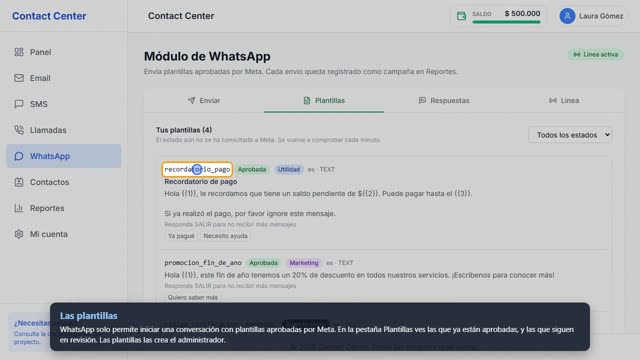 Contact Center
Contact Center
SALDO
$ 500.000
Laura Gómez
Panel
Email
SMS
Llamadas
WhatsApp
Contactos
Reportes
Mi cuenta
Módulo de WhatsApp
Envía plantillas aprobadas por Meta. Cada envío queda registrado como campaña en Reportes.
Línea activa
Enviar
Plantillas
Respuestas
Línea
Tus plantillas (4)
El estado aún no se ha consultado a Meta. Se vuelve a comprobar cada minuto.
Todos los estados
recordatorio_pago Aprobada Utilidad es · TEXT
Recordatorio de pago
Hola {{1}}, le recordamos que tiene un saldo pendiente de ${{2}}. Puede pagar hasta el {{3}}.
Si ya realizó el pago, por favor ignore este mensaje.
Responda SALIR para no recibir más mensajes
Ya pagué Necesito ayuda
promocion_fin_de_ano Aprobada Marketing es · TEXT
Hola {{1}}, este fin de año tenemos un 20% de descuento en todos nuestros servicios. ¡Escríbenos para conocer más!
Responda SALIR para no recibir más mensajes
Quiero saber más
Las plantillas
WhatsApp solo permite iniciar una conversación con plantillas aprobadas por Meta. En la pestaña Plantillas ves las que ya están aprobadas, y las que siguen
en revisión. Las plantillas las crea el administrador.